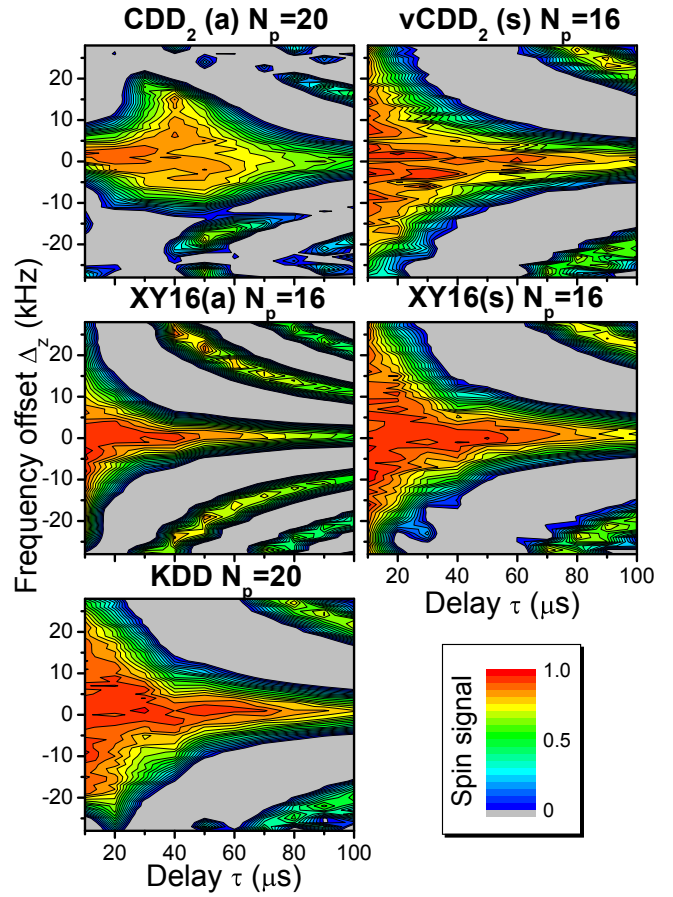 CDD₂ (a) Nₚ=20
vCDD₂ (s) Nₚ=16
20
10
0
-10
-20
XY16(a) Nₚ=16
XY16(s) Nₚ=16
20
10
0
-10
-20
Frequency offset Δ_z (kHz)
20 40 60 80 100
Delay τ (μs)
KDD Nₚ=20
20
10
0
-10
-20
20 40 60 80 100
Delay τ (μs)
Spin signal
1.0
0.5
0